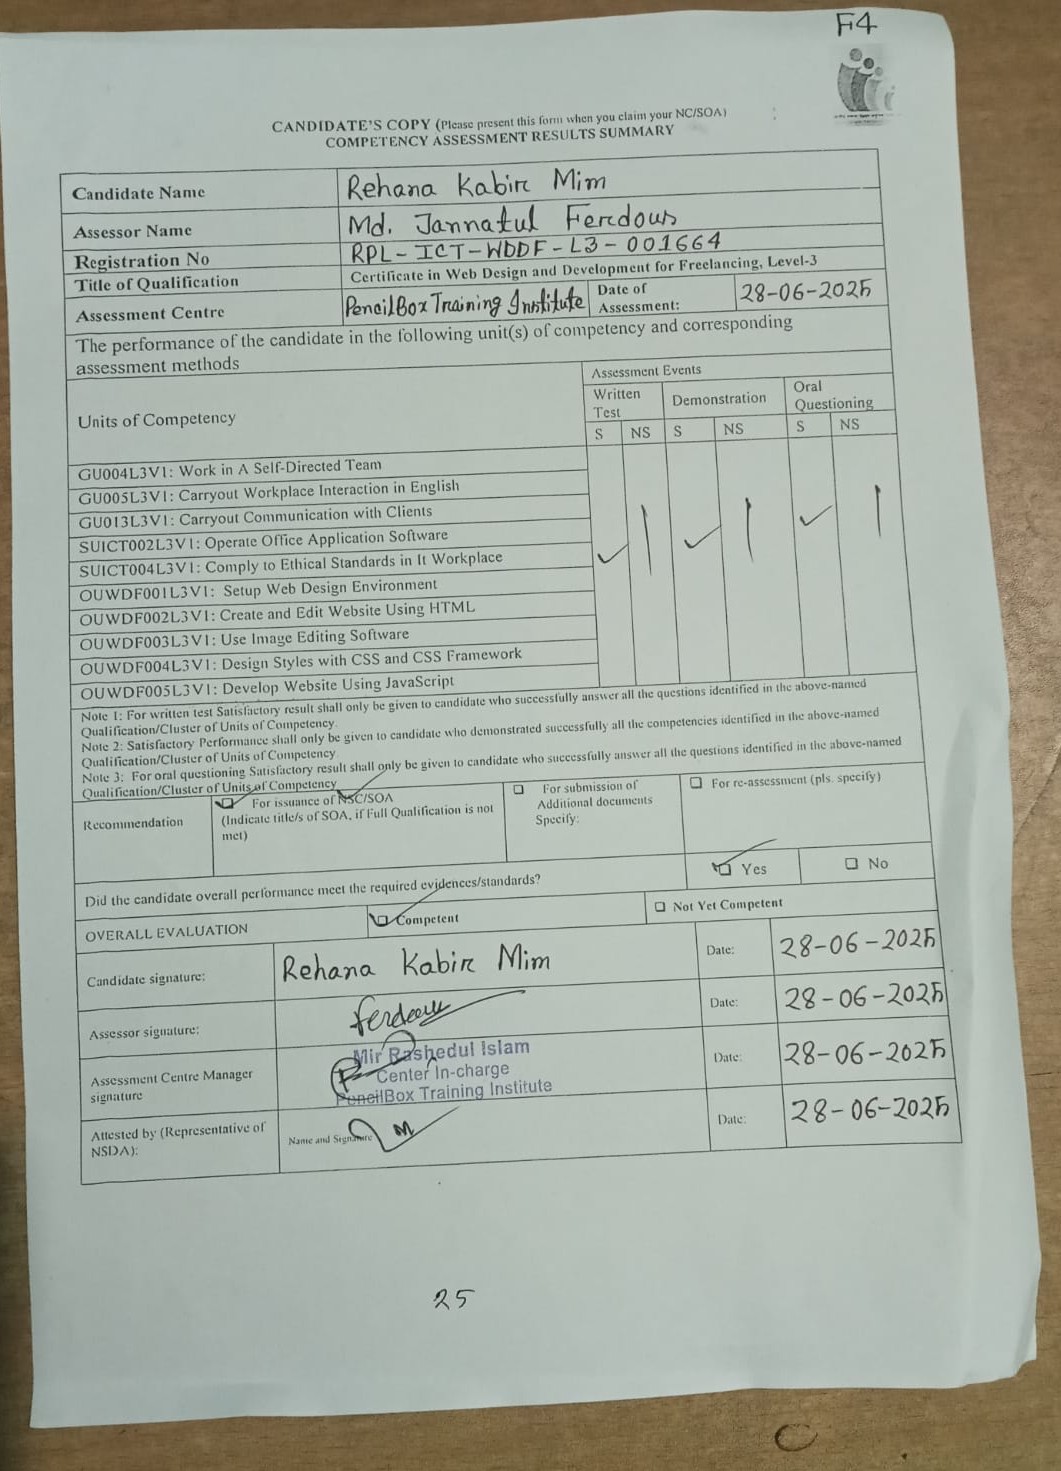 F4
CANDIDATE'S COPY (Please present this form when you claim your NC/SOA)
COMPETENCY ASSESSMENT RESULTS SUMMARY
Candidate Name Rehana Kabir Mim
Assessor Name Md. Jannatul Ferdous
Registration No RPL-ICT-WDDF-L3-001664
Title of Qualification Certificate in Web Design and Development for Freelancing, Level-3
Assessment Centre PencilBox Training Institute Date of Assessment: 28-06-2025
The performance of the candidate in the following unit(s) of competency and corresponding
assessment methods
Units of Competency
Assessment Events
Written Test Demonstration Oral Questioning
S NS S NS S NS
GU004L3V1: Work in A Self-Directed Team
GU005L3V1: Carryout Workplace Interaction in English
GU013L3V1: Carryout Communication with Clients
SUICT002L3V1: Operate Office Application Software
SUICT004L3V1: Comply to Ethical Standards in It Workplace
OUWDF001L3V1: Setup Web Design Environment
OUWDF002L3V1: Create and Edit Website Using HTML
OUWDF003L3V1: Use Image Editing Software
OUWDF004L3V1: Design Styles with CSS and CSS Framework
OUWDF005L3V1: Develop Website Using JavaScript
Note 1: For written test Satisfactory result shall only be given to candidate who successfully answer all the questions identified in the above-named
Qualification/Cluster of Units of Competency.
Note 2: Satisfactory Performance shall only be given to candidate who demonstrated successfully all the competencies identified in the above-named
Qualification/Cluster of Units of Competency.
Note 3: For oral questioning Satisfactory result shall only be given to candidate who successfully answer all the questions identified in the above-named
Qualification/Cluster of Units of Competency
Recommendation
For issuance of NSC/SOA
(Indicate title/s of SOA, if Full Qualification is not
met)
For submission of
Additional documents
Specify:
For re-assessment (pls. specify)
Did the candidate overall performance meet the required evidences/standards? Yes No
OVERALL EVALUATION Competent Not Yet Competent
Candidate signature: Rehana Kabir Mim Date: 28-06-2025
Assessor signature: Ferdous Date: 28-06-2025
Assessment Centre Manager
signature
Mir Rashedul Islam
Center In-charge
PencilBox Training Institute
Date: 28-06-2025
Attested by (Representative of
NSDA):
Name and Signature
Date: 28-06-2025
25